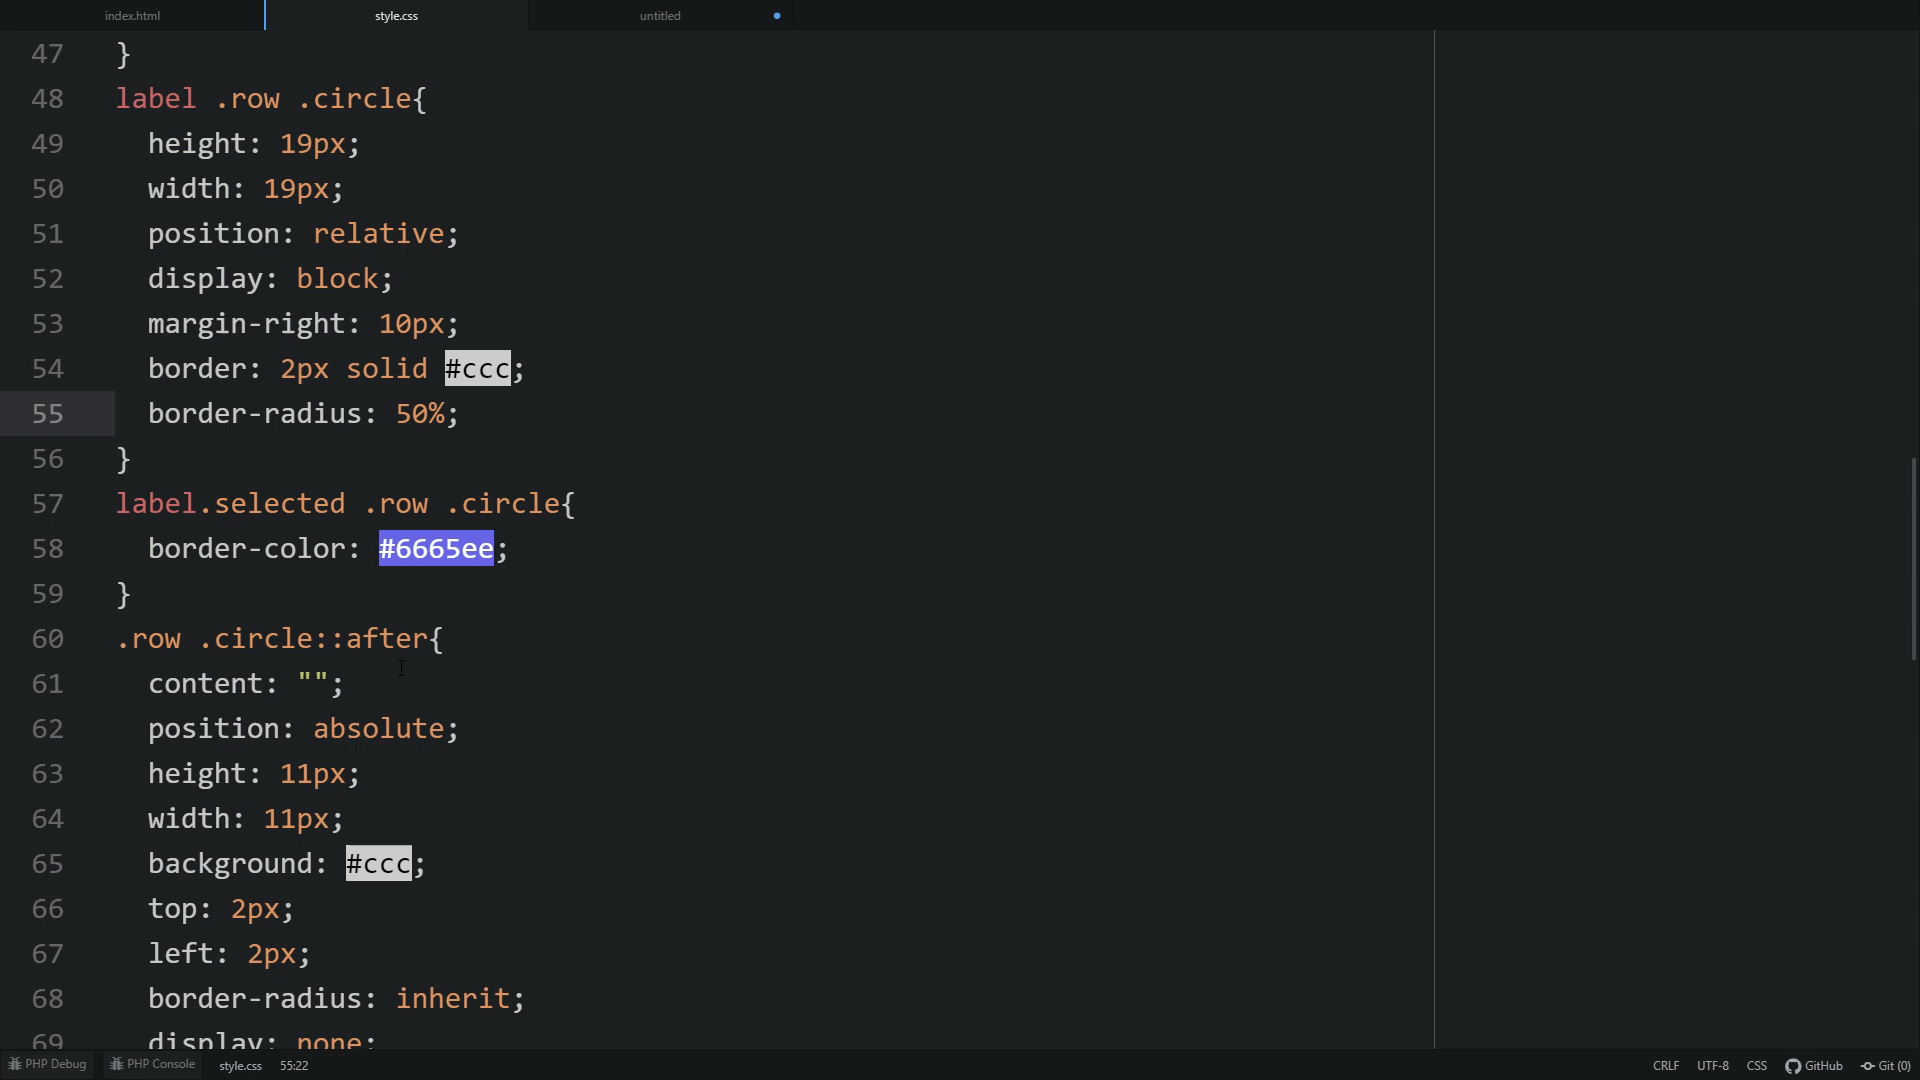 index.html
style.css
untitled
47 }
48 label .row .circle{
49 height: 19px;
50 width: 19px;
51 position: relative;
52 display: block;
53 margin-right: 10px;
54 border: 2px solid #ccc;
55 border-radius: 50%;
56 }
57 label.selected .row .circle{
58 border-color: #6665ee;
59 }
60 .row .circle::after{
61 content: "";
62 position: absolute;
63 height: 11px;
64 width: 11px;
65 background: #ccc;
66 top: 2px;
67 left: 2px;
68 border-radius: inherit;
69 display: none;
PHP Debug PHP Console style.css 55:22 CRLF UTF-8 CSS GitHub Git (0)